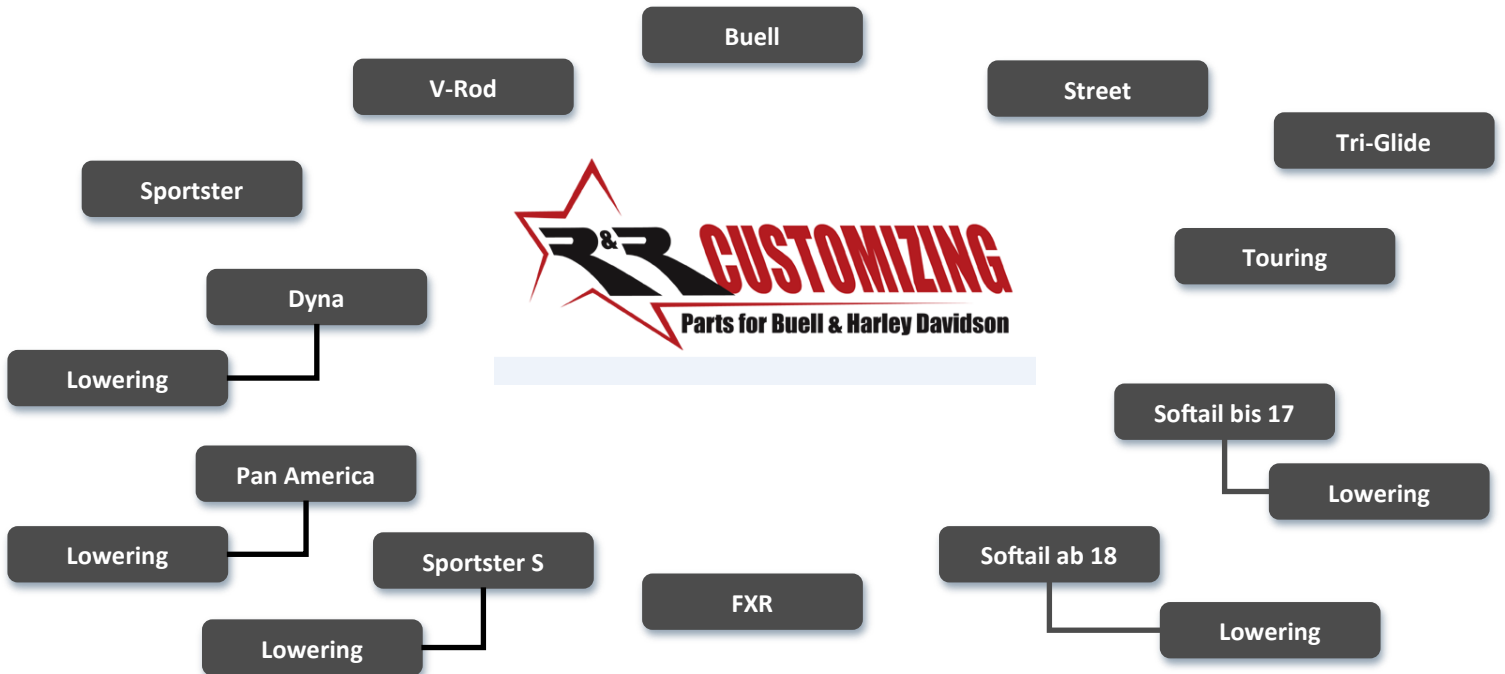 Buell
V-Rod
Street
Tri-Glide
Sportster
R&R CUSTOMIZING
Parts for Buell & Harley Davidson
Touring
Dyna
Lowering
Softail bis 17
Lowering
Pan America
Lowering
Softail ab 18
Lowering
Sportster S
Lowering
FXR